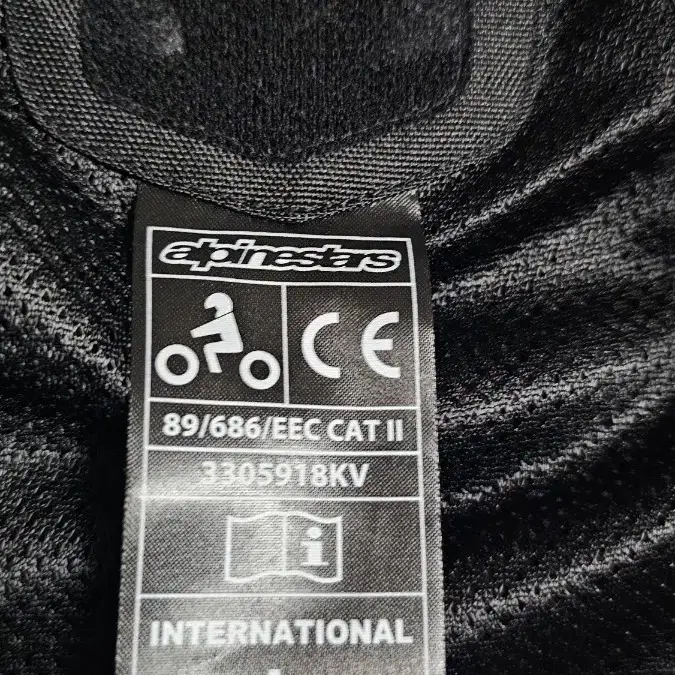 alpinestars
CE
89/686/EEC CAT II
3305918KV
i
INTERNATIONAL